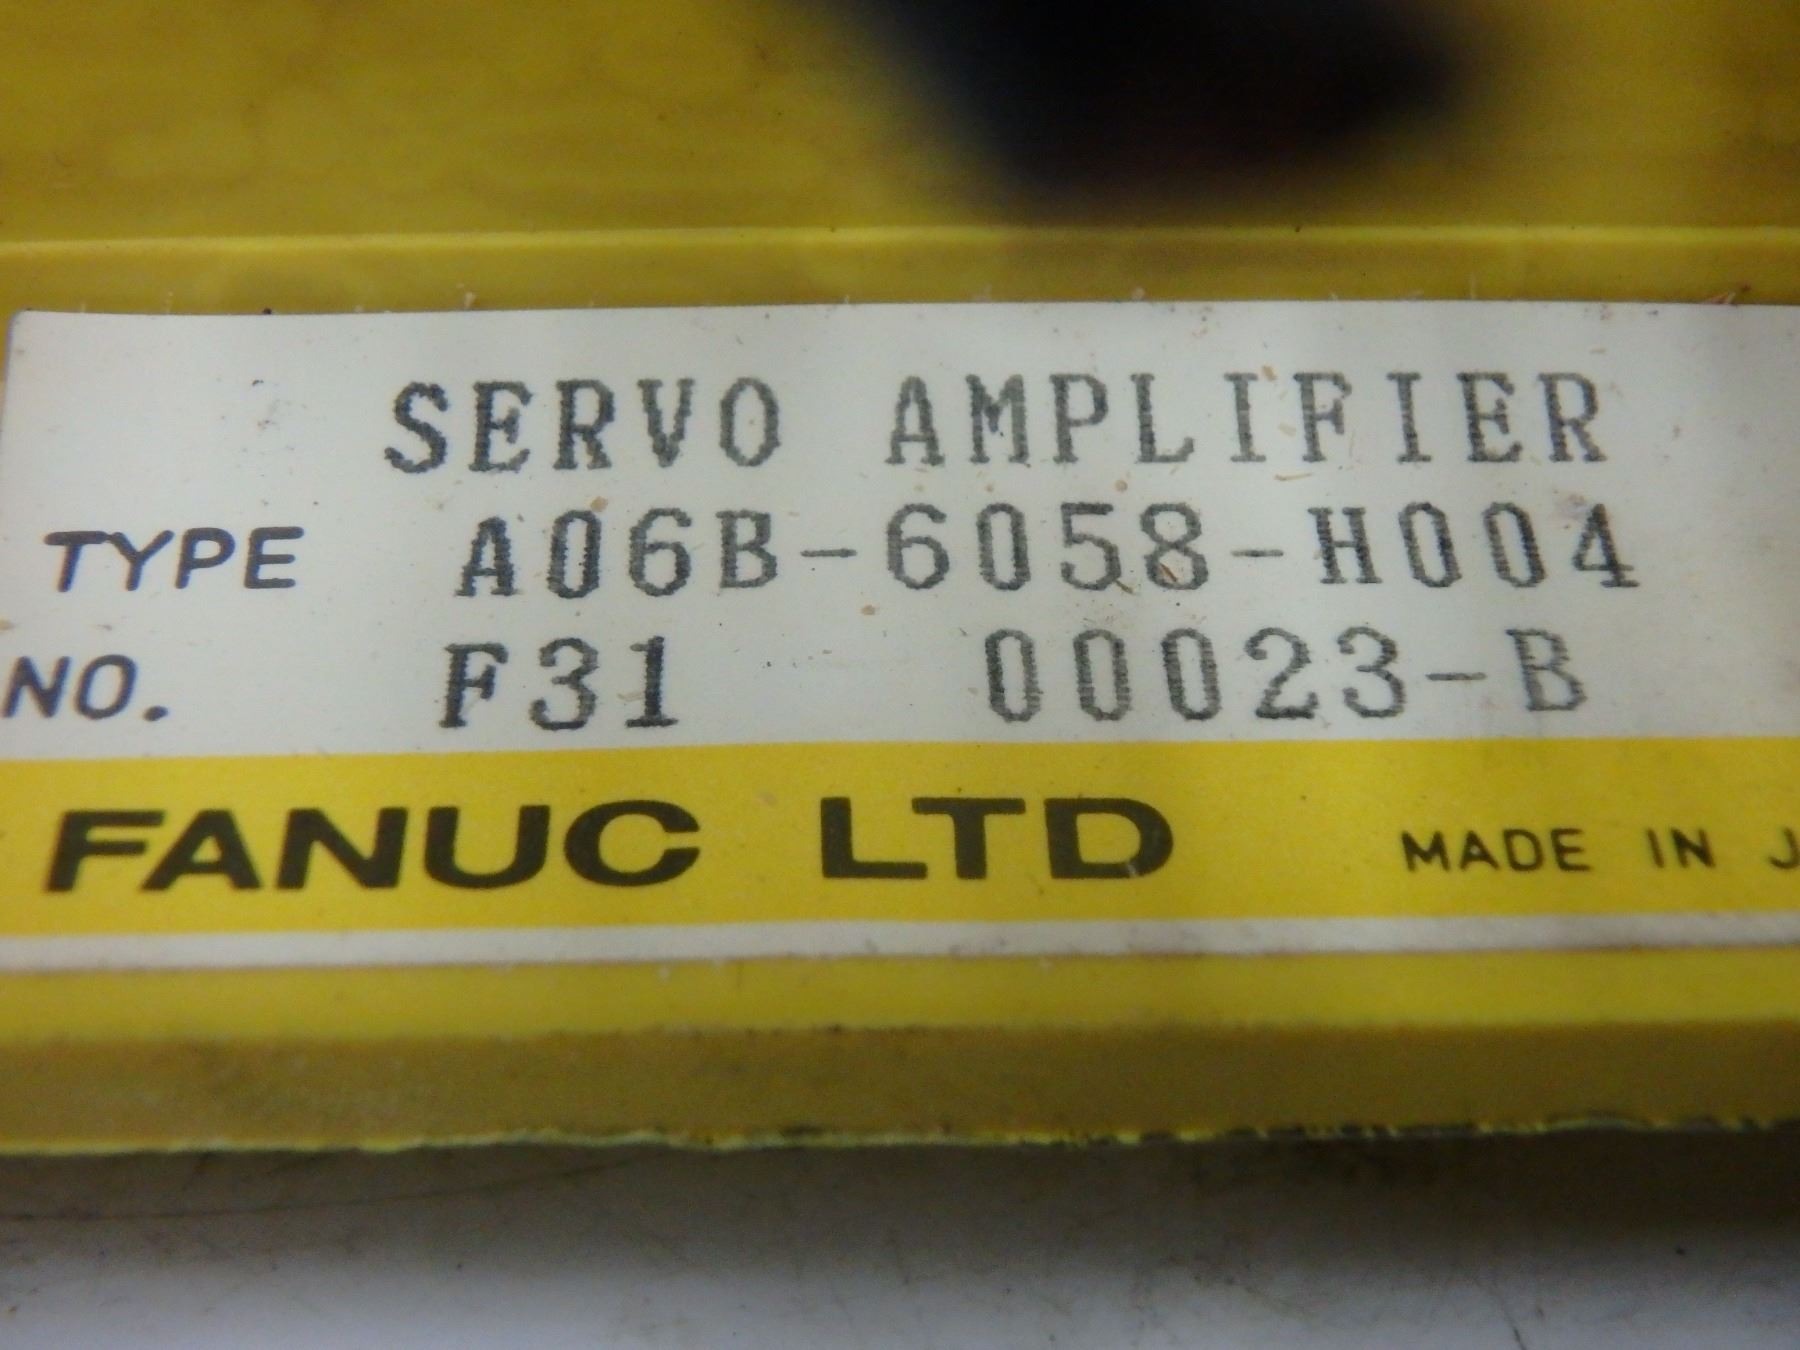 SERVO AMPLIFIER
TYPE A06B-6058-H004
NO. F31 00023-B
FANUC LTD MADE IN J